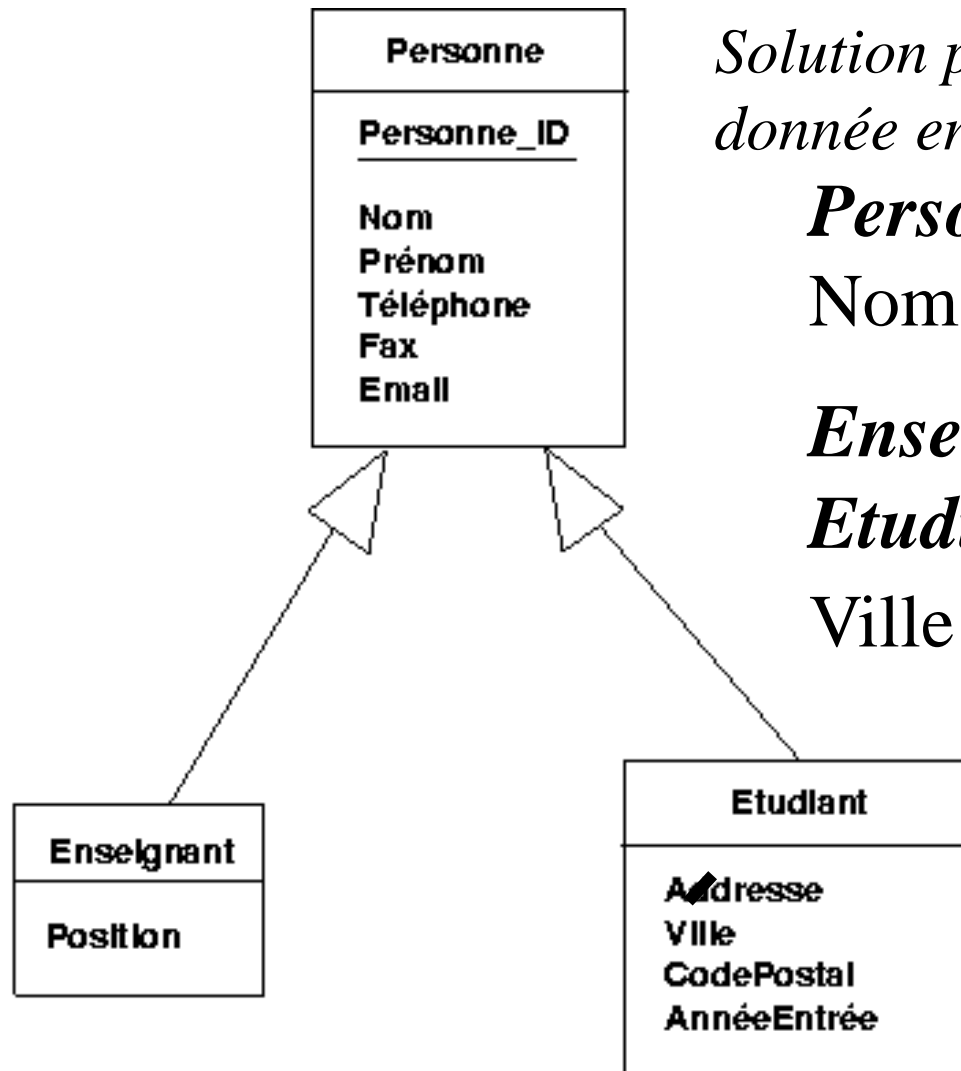 Personne
Personne_ID
Nom
Prénom
Téléphone
Fax
Email
Solution p
donnée en
Perso
Nom
Ense
Etudi
Ville
Enseignant
Position
Etudiant
Addresse
Ville
CodePostal
AnnéeEntrée